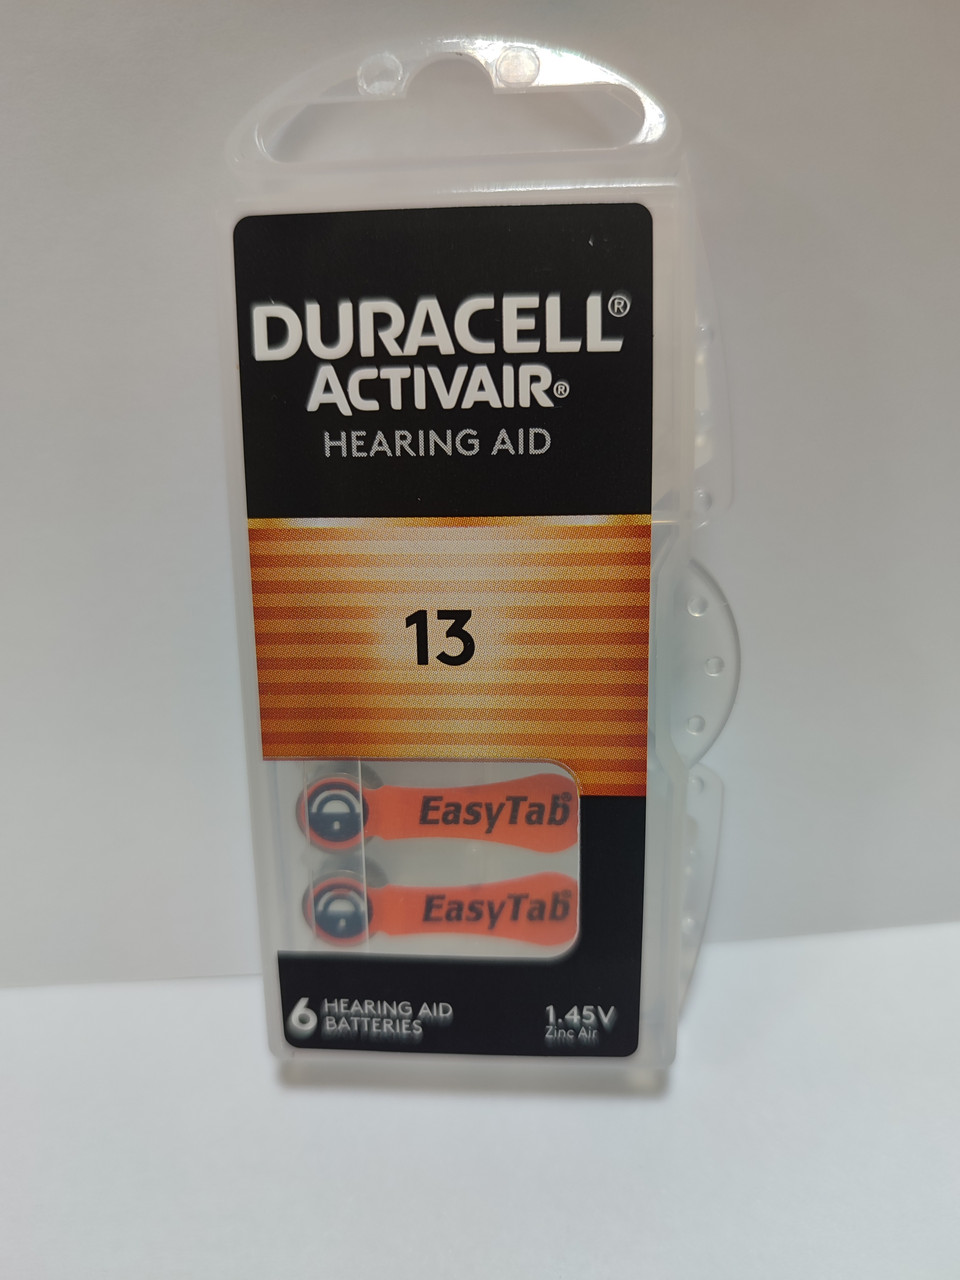 DURACELL®
ACTIVAIR®
HEARING AID
13
EasyTab®
EasyTab®
6 HEARING AID
BATTERIES
1.45V
Zinc Air